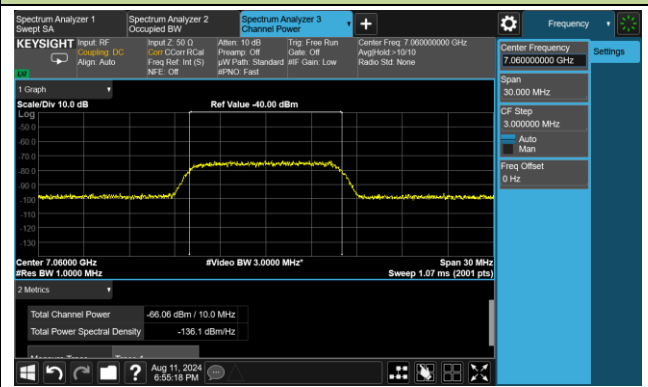 Spectrum Analyzer 1
Swept SA
Spectrum Analyzer 2
Occupied BW
Spectrum Analyzer 3
Channel Power
Frequency
KEYSIGHT
Input: RF
Coupling: DC
Align: Auto
Input Z: 50 Ω
Corr CCorr RCal
Freq Ref: Int (S)
NFE: Off
Atten: 10 dB
Preamp: Off
µW Path: Standard
#PNO: Fast
Trig: Free Run
Gate: Off
#IF Gain: Low
Center Freq: 7.060000000 GHz
Avg|Hold:>10/10
Radio Std: None
LXI
Center Frequency
7.060000000 GHz
Settings
Span
30.000 MHz
CF Step
3.000000 MHz
Auto
Man
Freq Offset
0 Hz
1 Graph
Scale/Div 10.0 dB
Ref Value -40.00 dBm
Log
-50.0
-60.0
-70.0
-80.0
-90.0
-100
-110
-120
-130
Center 7.06000 GHz
#Video BW 3.0000 MHz*
Span 30 MHz
#Res BW 1.0000 MHz
Sweep 1.07 ms (2001 pts)
2 Metrics
Total Channel Power
-66.06 dBm / 10.0 MHz
Total Power Spectral Density
-136.1 dBm/Hz
?
Aug 11, 2024
6:55:18 PM